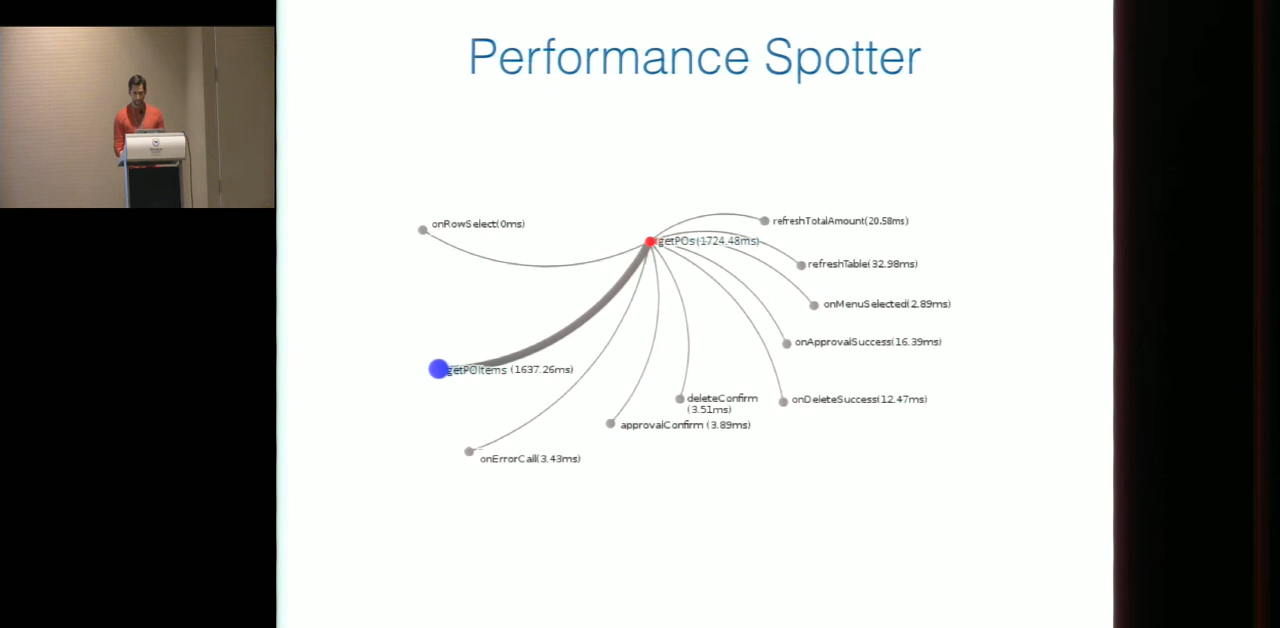 Performance Spotter
onRowSelect(0ms)
refreshTotalAmount(20.58ms)
getPOs(1724.48ms)
refreshTable(32.98ms)
onMenuSelected(2.89ms)
onApprovalSuccess(16.39ms)
getPOItems (1637.26ms)
deleteConfirm
(3.51ms)
onDeleteSuccess(12.47ms)
approvalConfirm (3.89ms)
onErrorCall(3.43ms)